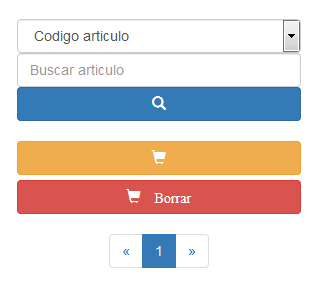 Codigo articulo
Buscar articulo
Borrar
« 1 »